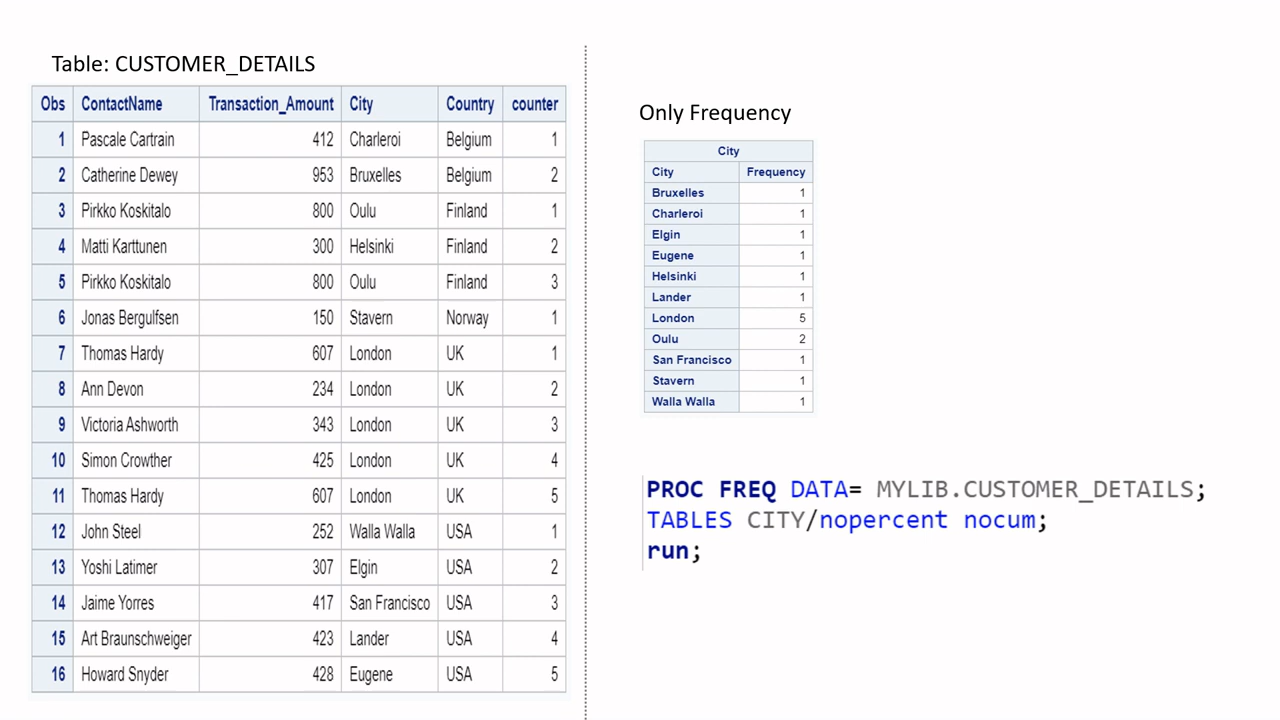 Table: CUSTOMER_DETAILS
Obs ContactName Transaction_Amount City Country counter
1 Pascale Cartrain 412 Charleroi Belgium 1
2 Catherine Dewey 953 Bruxelles Belgium 2
3 Pirkko Koskitalo 800 Oulu Finland 1
4 Matti Karttunen 300 Helsinki Finland 2
5 Pirkko Koskitalo 800 Oulu Finland 3
6 Jonas Bergulfsen 150 Stavern Norway 1
7 Thomas Hardy 607 London UK 1
8 Ann Devon 234 London UK 2
9 Victoria Ashworth 343 London UK 3
10 Simon Crowther 425 London UK 4
11 Thomas Hardy 607 London UK 5
12 John Steel 252 Walla Walla USA 1
13 Yoshi Latimer 307 Elgin USA 2
14 Jaime Yorres 417 San Francisco USA 3
15 Art Braunschweiger 423 Lander USA 4
16 Howard Snyder 428 Eugene USA 5
Only Frequency
City
City Frequency
Bruxelles 1
Charleroi 1
Elgin 1
Eugene 1
Helsinki 1
Lander 1
London 5
Oulu 2
San Francisco 1
Stavern 1
Walla Walla 1
PROC FREQ DATA= MYLIB.CUSTOMER_DETAILS;
TABLES CITY/nopercent nocum;
run;